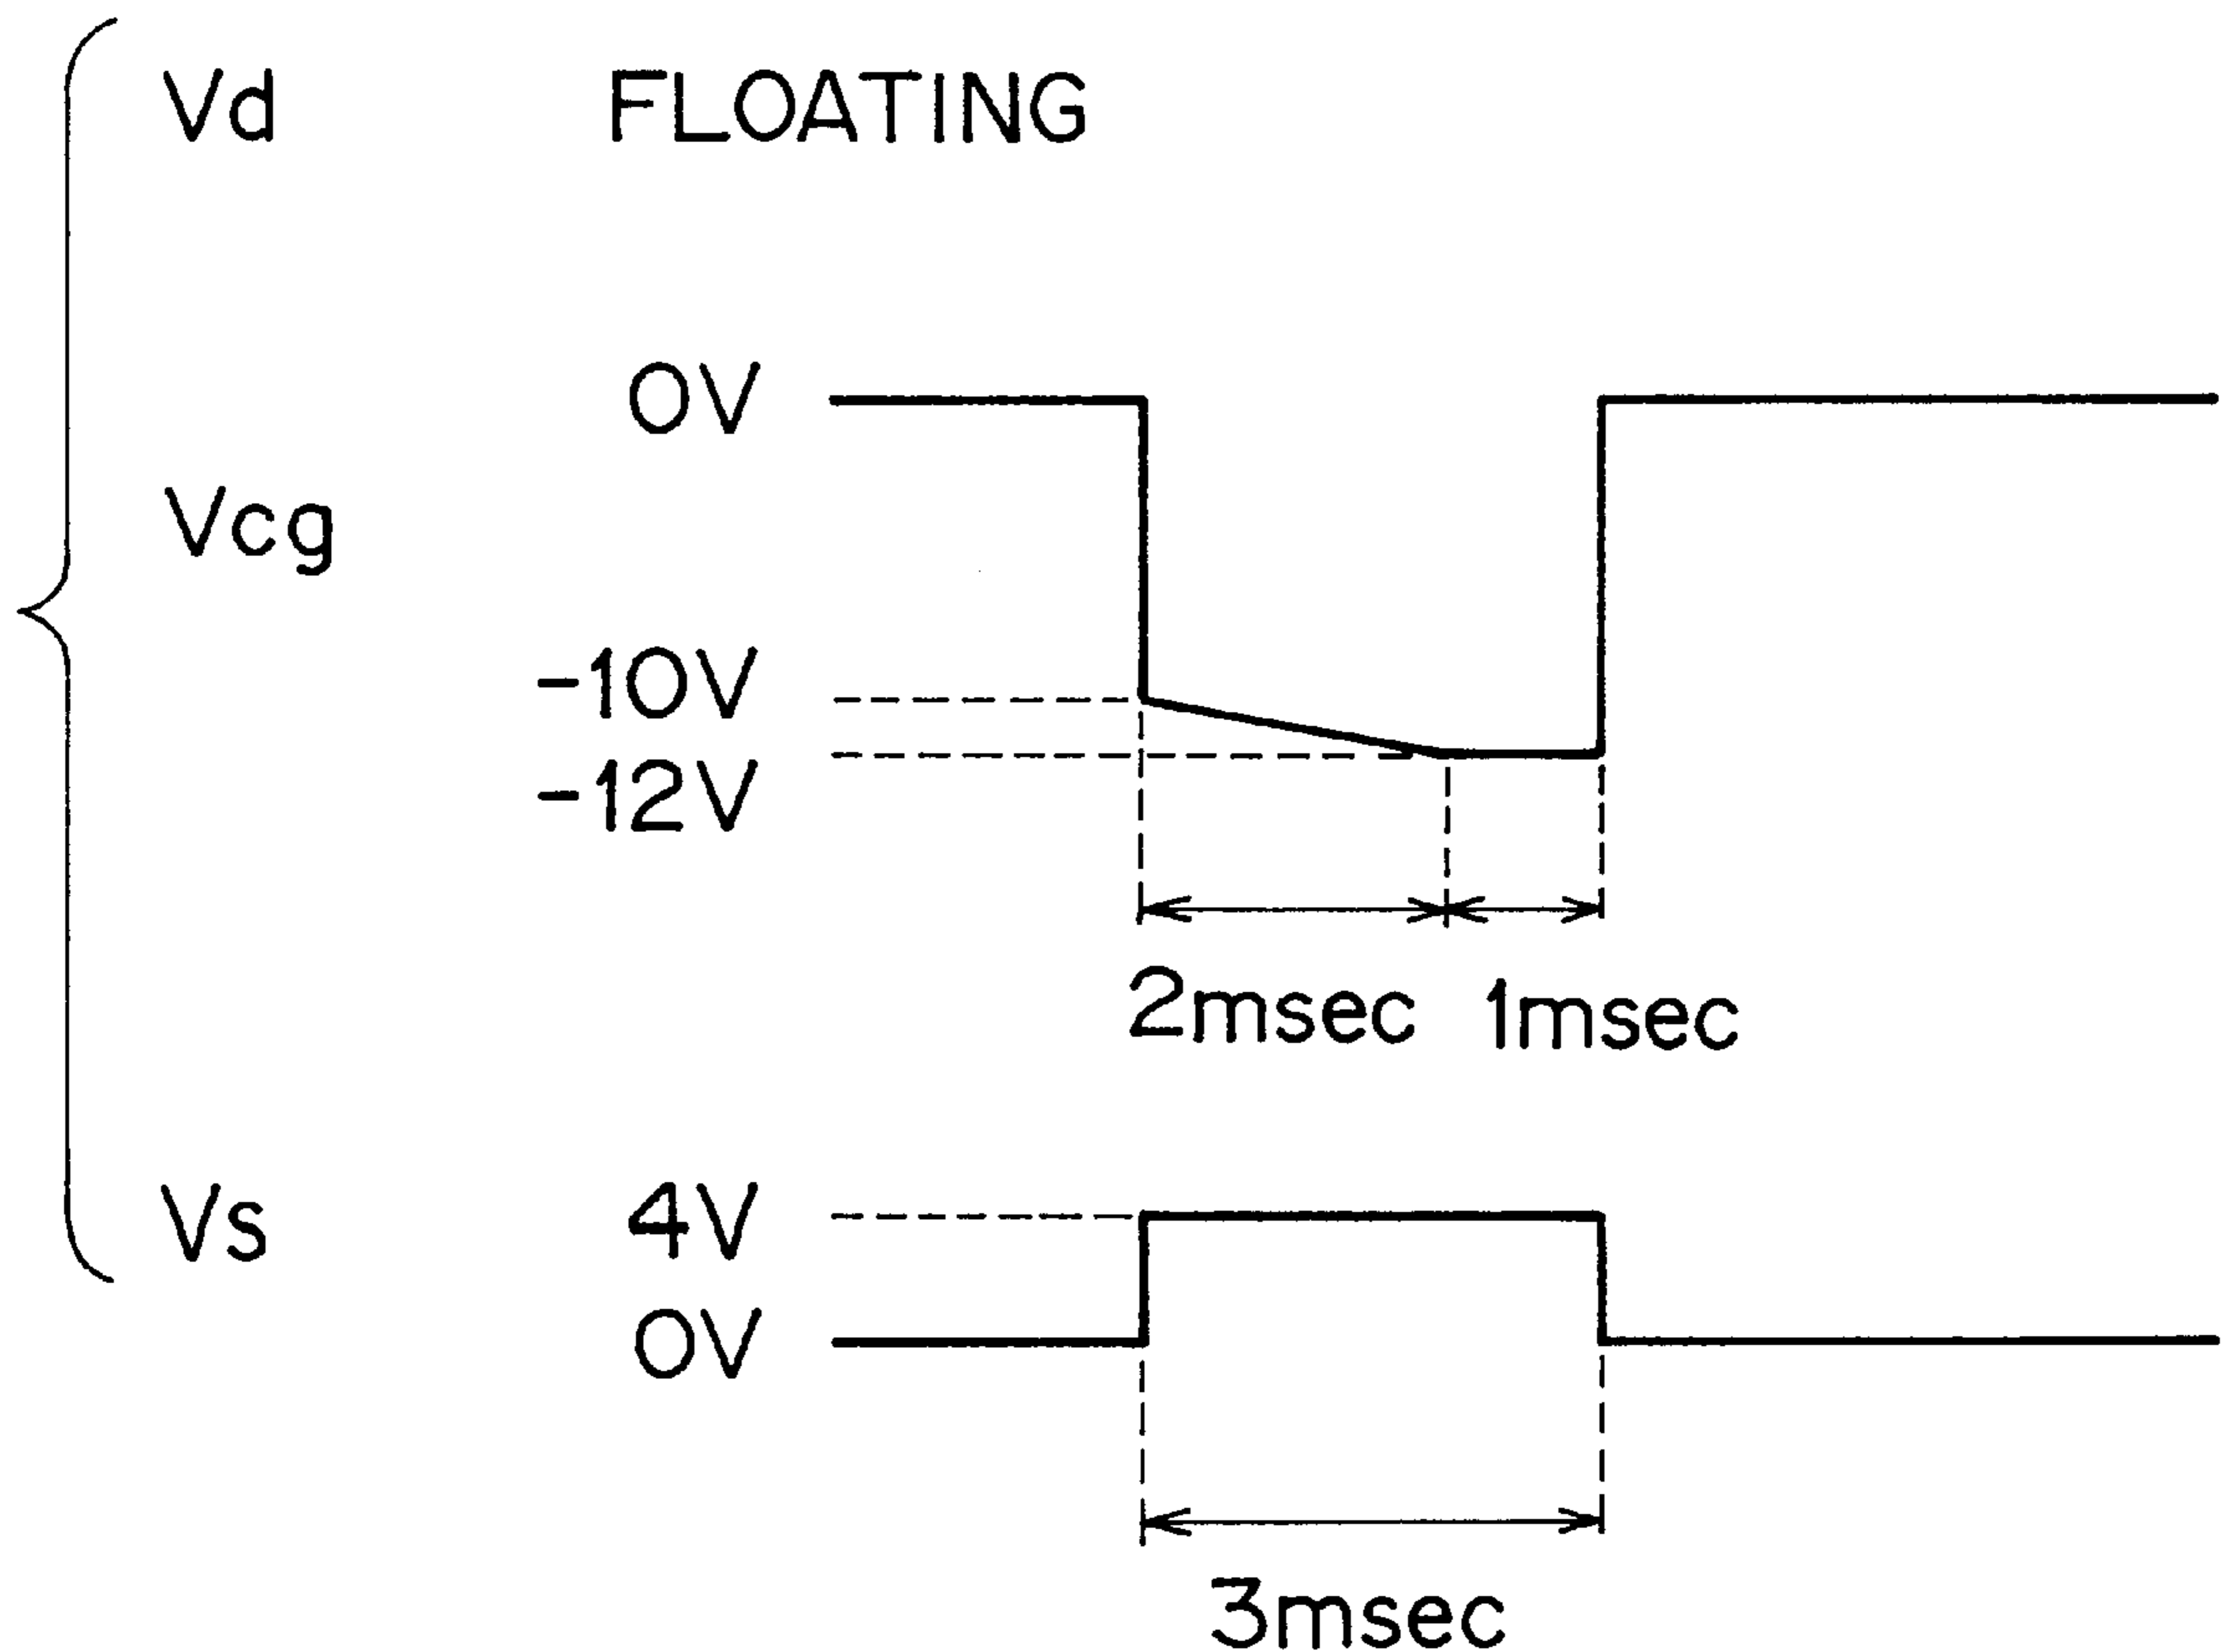 Vd FLOATING
0V
Vcg
-10V
-12V
2msec 1msec
Vs 4V
0V
3msec